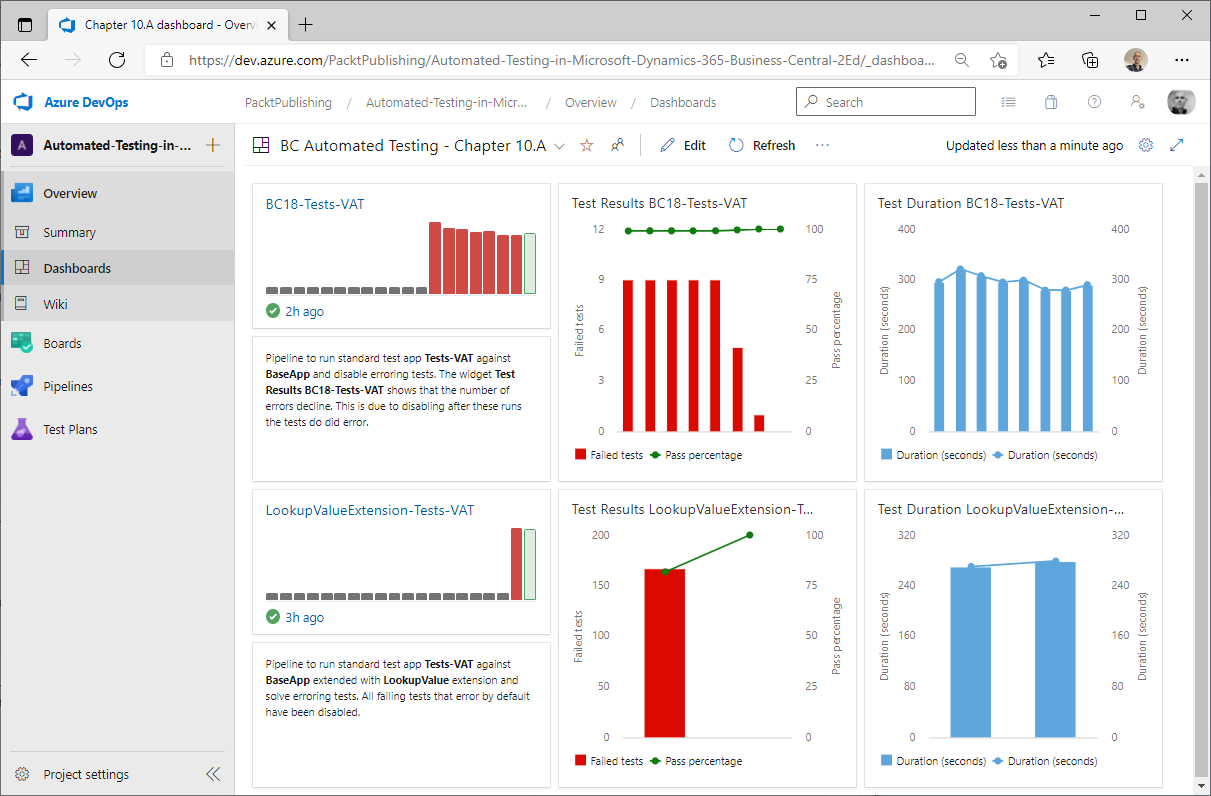 Chapter 10.A dashboard - Overv
https://dev.azure.com/PacktPublishing/Automated-Testing-in-Microsoft-Dynamics-365-Business-Central-2Ed/_dashboa...
Azure DevOps
PacktPublishing / Automated-Testing-in-Micr... / Overview / Dashboards
Search
A
Automated-Testing-in-...
Overview
Summary
Dashboards
Wiki
Boards
Pipelines
Test Plans
Project settings
BC Automated Testing - Chapter 10.A
Edit
Refresh
Updated less than a minute ago
BC18-Tests-VAT
2h ago
Pipeline to run standard test app Tests-VAT against
BaseApp and disable erroring tests. The widget Test
Results BC18-Tests-VAT shows that the number of
errors decline. This is due to disabling after these runs
the tests do did error.
Test Results BC18-Tests-VAT
12
9
6
3
0
Failed tests
100
75
50
25
0
Pass percentage
Failed tests
Pass percentage
Test Duration BC18-Tests-VAT
400
300
200
100
0
Duration (seconds)
400
300
200
100
0
Duration (seconds)
Duration (seconds)
Duration (seconds)
LookupValueExtension-Tests-VAT
3h ago
Pipeline to run standard test app Tests-VAT against
BaseApp extended with LookupValue extension and
solve erroring tests. All failing tests that error by default
have been disabled.
Test Results LookupValueExtension-T...
200
150
100
50
0
Failed tests
100
75
50
25
0
Pass percentage
Failed tests
Pass percentage
Test Duration LookupValueExtension-...
320
240
160
80
0
Duration (seconds)
320
240
160
80
0
Duration (seconds)
Duration (seconds)
Duration (seconds)